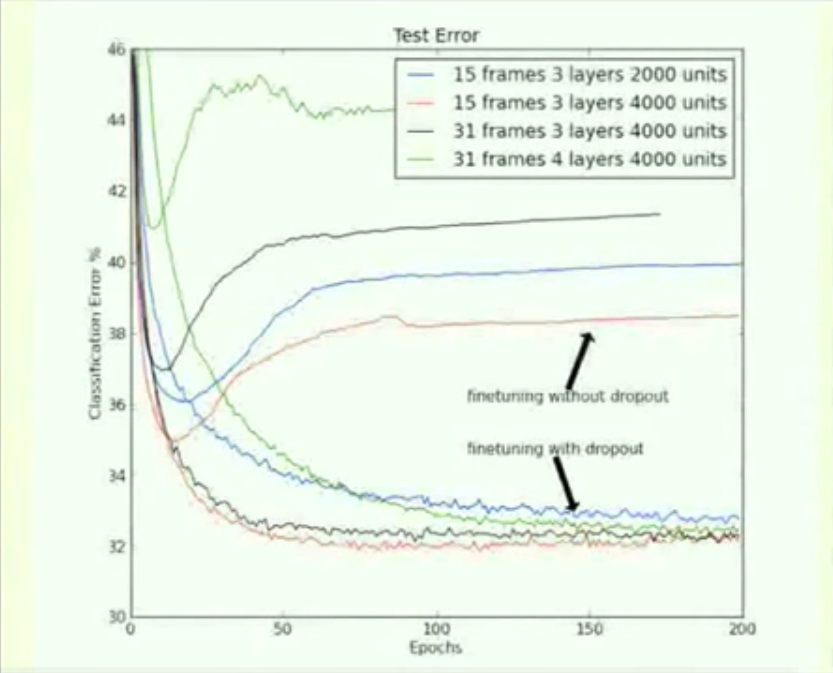 Test Error
46
15 frames 3 layers 2000 units
15 frames 3 layers 4000 units
31 frames 3 layers 4000 units
31 frames 4 layers 4000 units
44
42
40
38
36
34
32
30
Classification Error %
finetuning without dropout
finetuning with dropout
0
50
100
150
200
Epochs